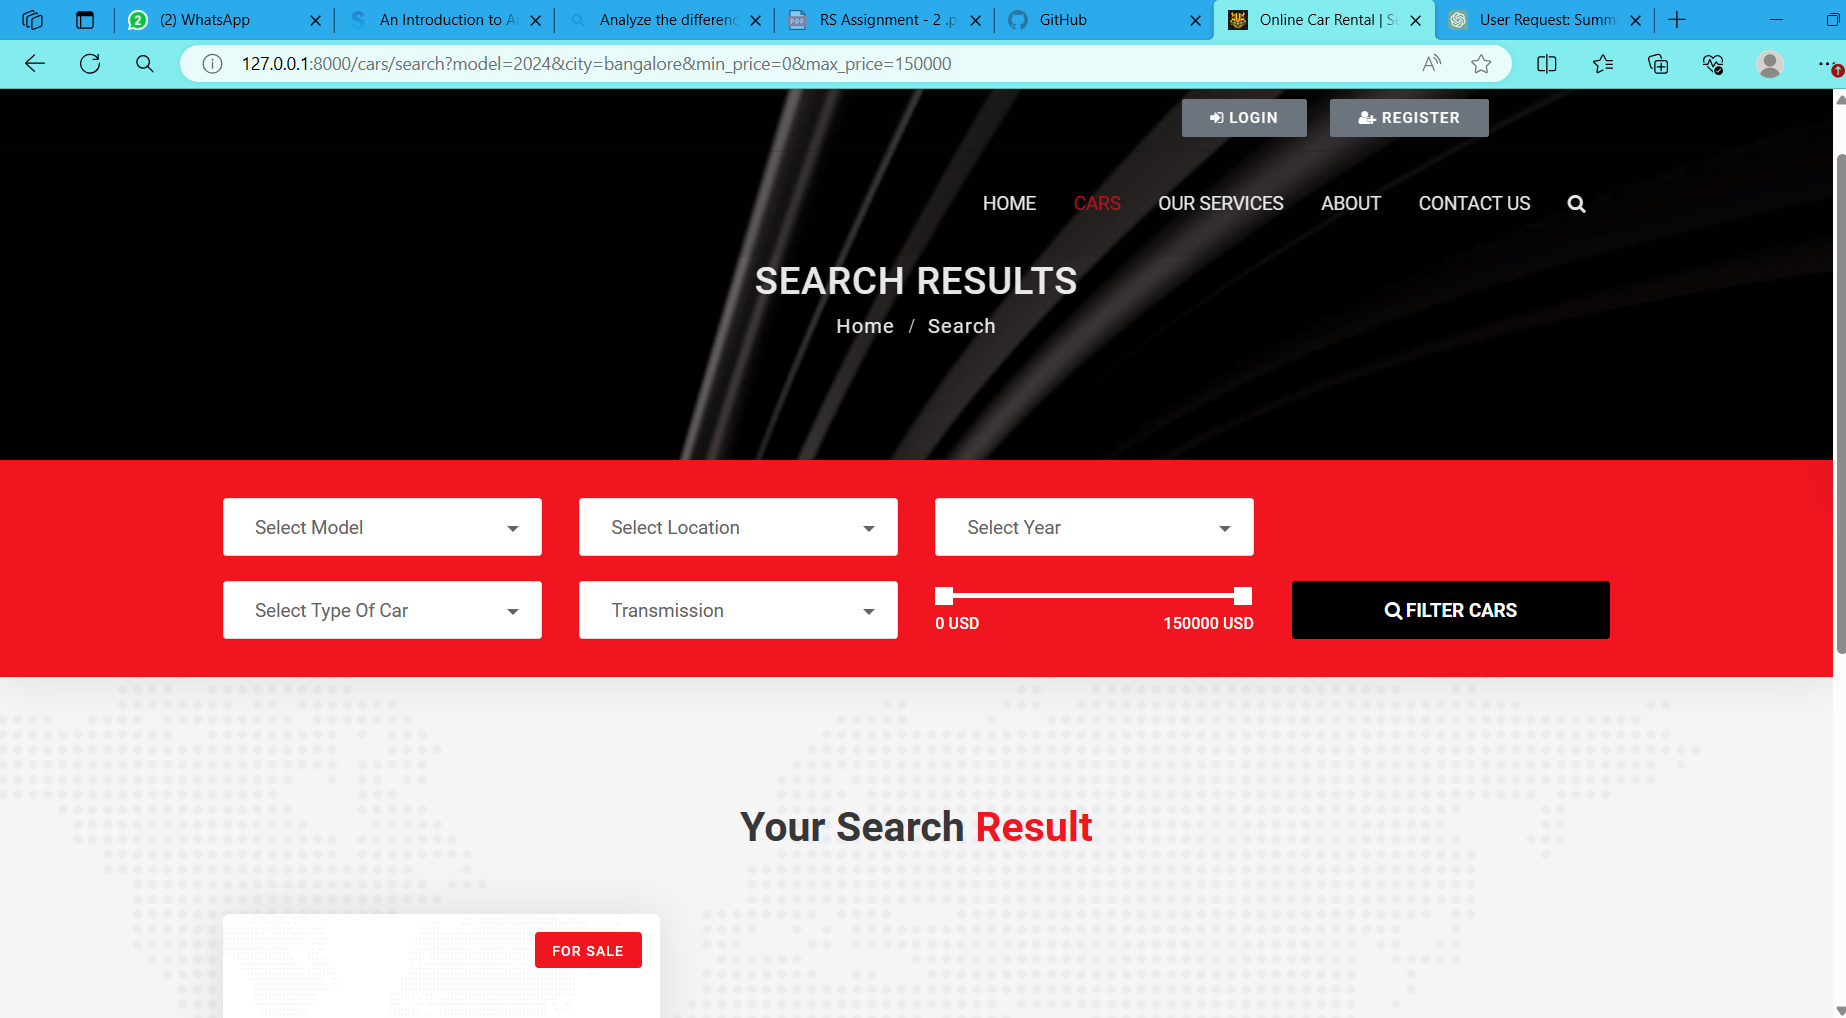 2 (2) WhatsApp
An Introduction to A
Analyze the differenc
PDF RS Assignment - 2 .p
GitHub
Online Car Rental | Se
User Request: Summ
127.0.0.1:8000/cars/search?model=2024&city=bangalore&min_price=0&max_price=150000
LOGIN
REGISTER
HOME
CARS
OUR SERVICES
ABOUT
CONTACT US
SEARCH RESULTS
Home / Search
Select Model
Select Location
Select Year
Select Type Of Car
Transmission
0 USD
150000 USD
FILTER CARS
Your Search Result
FOR SALE